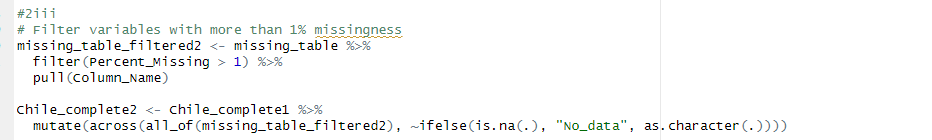 #2iii
# Filter variables with more than 1% missingness
missing_table_filtered2 <- missing_table %>%
  filter(Percent_Missing > 1) %>%
  pull(Column_Name)
Chile_complete2 <- Chile_complete1 %>%
  mutate(across(all_of(missing_table_filtered2), ~ifelse(is.na(.), "No_data", as.character(.))))